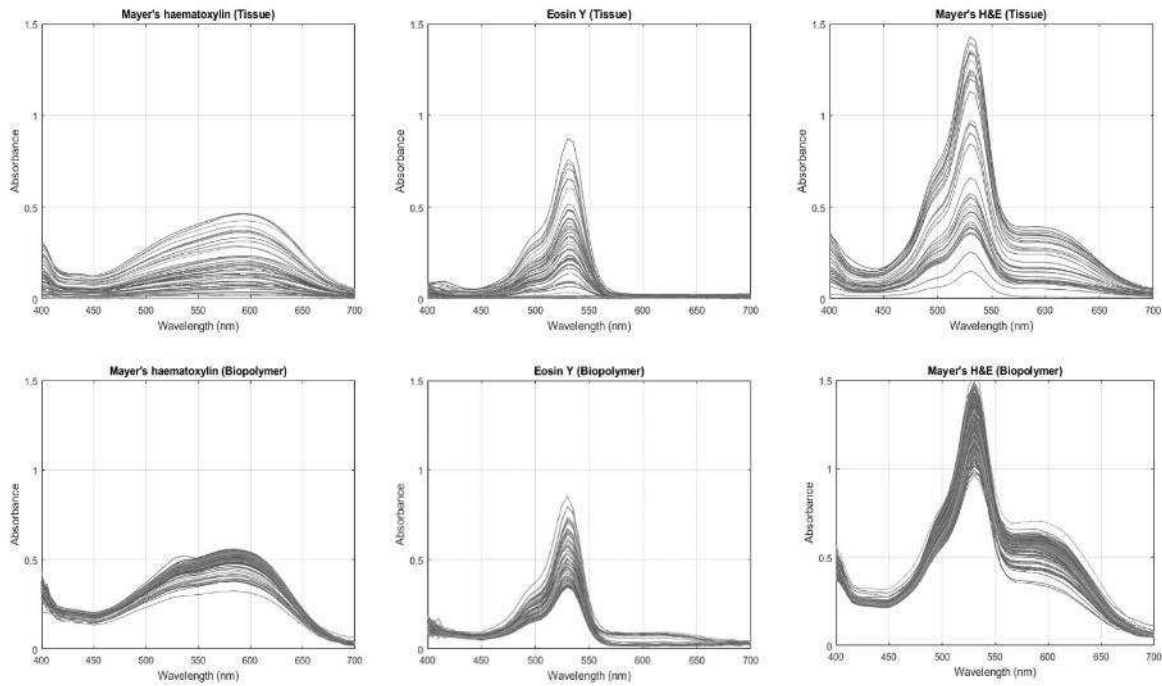 Mayer's haematoxylin (Tissue)
1.5
1
0.5
0
Absorbance
400 450 500 550 600 650 700
Wavelength (nm)
Eosin Y (Tissue)
1.5
1
0.5
0
Absorbance
400 450 500 550 600 650 700
Wavelength (nm)
Mayer's H&E (Tissue)
1.5
1
0.5
0
Absorbance
400 450 500 550 600 650 700
Wavelength (nm)
Mayer's haematoxylin (Biopolymer)
1.5
1
0.5
0
Absorbance
400 450 500 550 600 650 700
Wavelength (nm)
Eosin Y (Biopolymer)
1.5
1
0.5
0
Absorbance
400 450 500 550 600 650 700
Wavelength (nm)
Mayer's H&E (Biopolymer)
1.5
1
0.5
0
Absorbance
400 450 500 550 600 650 700
Wavelength (nm)